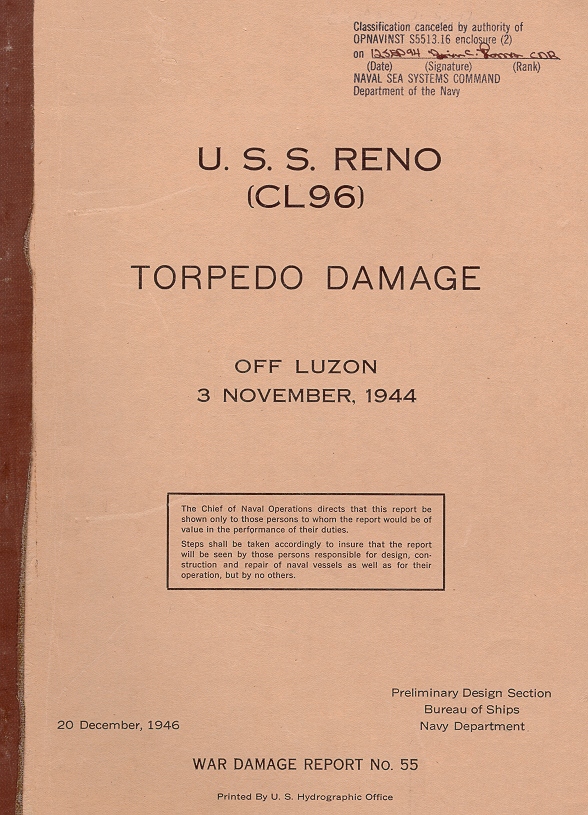 Classification canceled by authority of
OPNAVINST S5513.16 enclosure (2)
on 12SEP94 CDR
(Date) (Signature) (Rank)
NAVAL SEA SYSTEMS COMMAND
Department of the Navy
U. S. S. RENO
(CL96)
TORPEDO DAMAGE
OFF LUZON
3 NOVEMBER, 1944
The Chief of Naval Operations directs that this report be
shown only to those persons to whom the report would be of
value in the performance of their duties.
Steps shall be taken accordingly to insure that the report
will be seen by those persons responsible for design, con-
struction and repair of naval vessels as well as for their
operation, but by no others.
Preliminary Design Section
Bureau of Ships
20 December, 1946
Navy Department
WAR DAMAGE REPORT No. 55
Printed By U. S. Hydrographic Office